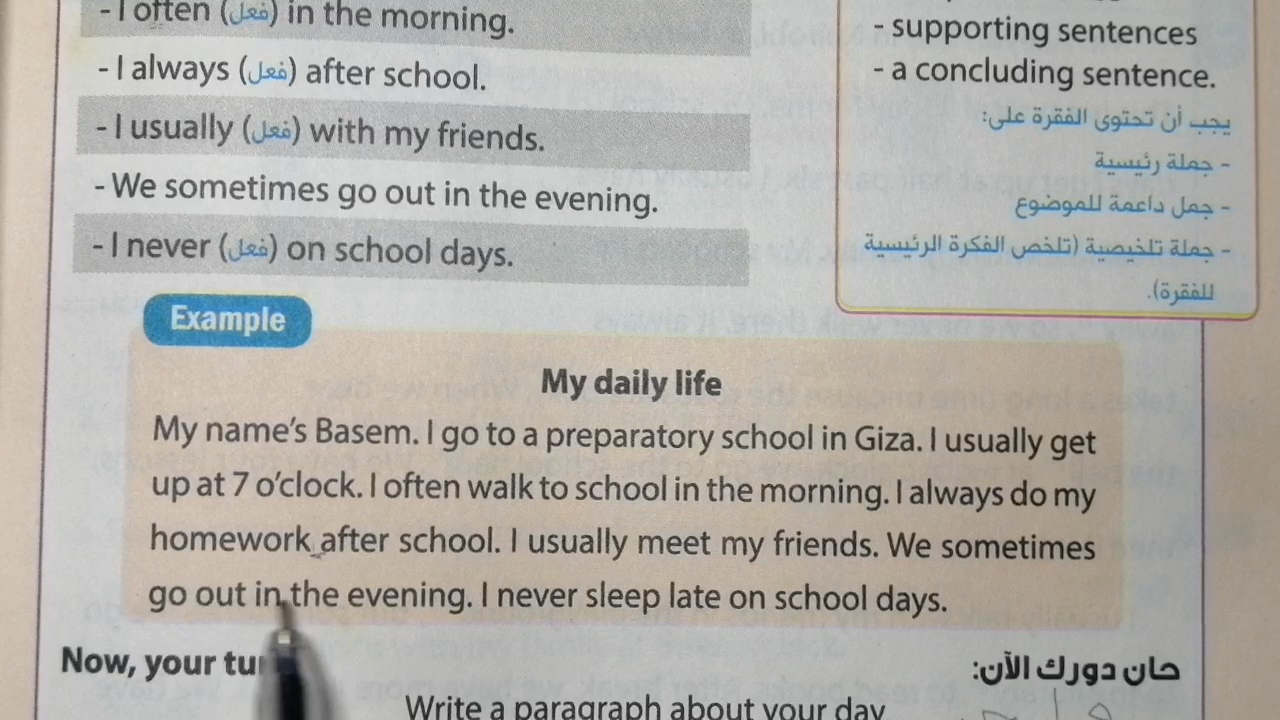 - I often (فعل) in the morning.
- I always (فعل) after school.
- I usually (فعل) with my friends.
- We sometimes go out in the evening.
- I never (فعل) on school days.
- supporting sentences
- a concluding sentence.
يجب أن تحتوى الفقرة على:
- جملة رئيسية
- جمل داعمة للموضوع
- جملة تلخيصية (تلخص الفكرة الرئيسية
للفقرة).
Example
My daily life
My name's Basem. I go to a preparatory school in Giza. I usually get
up at 7 o'clock. I often walk to school in the morning. I always do my
homework after school. I usually meet my friends. We sometimes
go out in the evening. I never sleep late on school days.
Now, your
حان دورك الآن:
Write a paragraph about your day